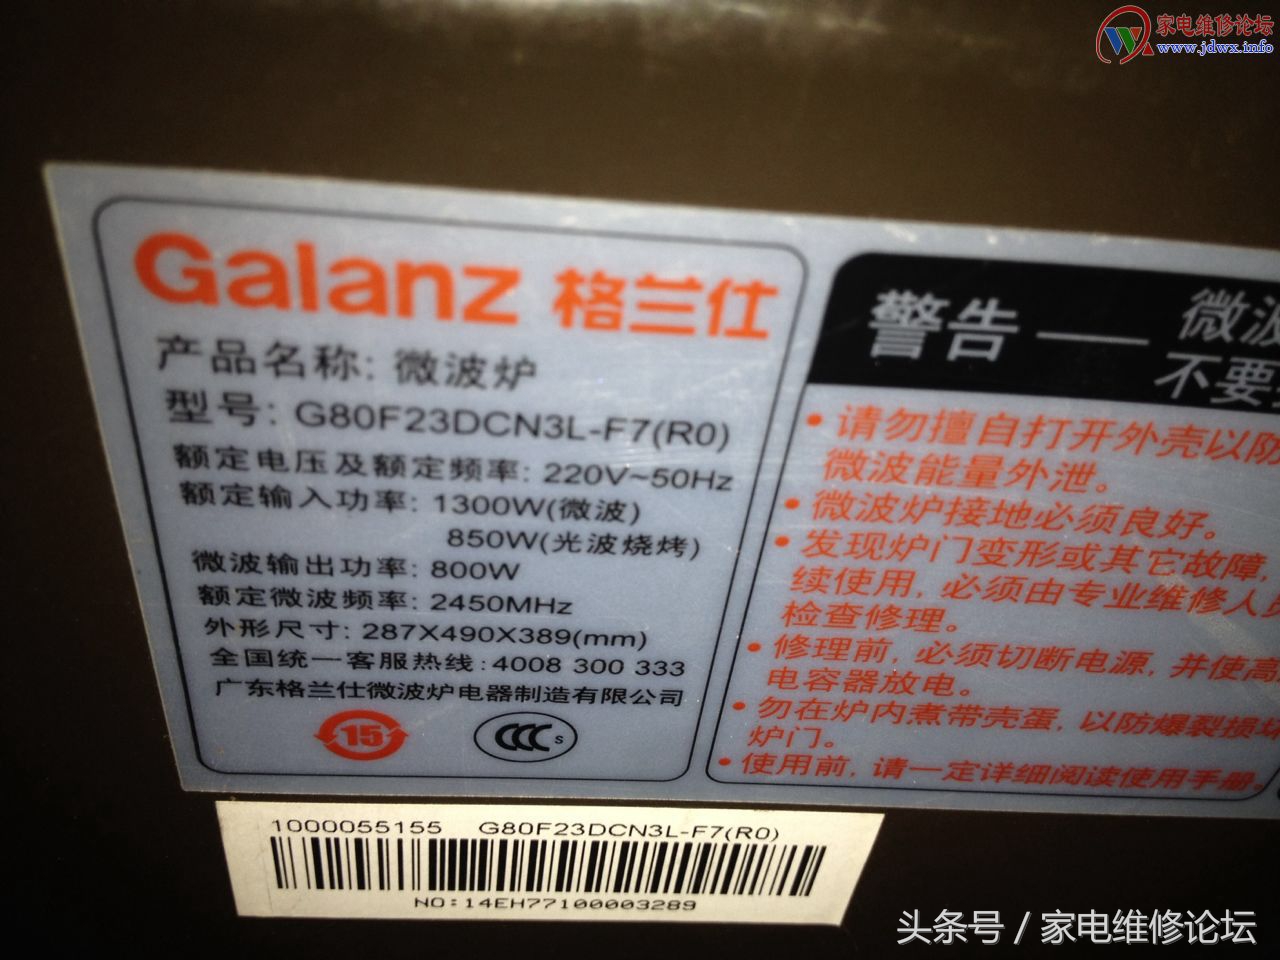 家电维修论坛
www.jdwx.info
Galanz 格兰仕
产品名称: 微波炉
型号: G80F23DCN3L-F7(R0)
额定电压及额定频率: 220V~50Hz
额定输入功率: 1300W(微波)
850W(光波烧烤)
微波输出功率: 800W
额定微波频率: 2450MHz
外形尺寸: 287X490X389(mm)
全国统一客服热线: 4008 300 333
广东格兰仕微波炉电器制造有限公司
15
CCC S
警告 — 微波
不要
• 请勿擅自打开外壳以防
微波能量外泄。
• 微波炉接地必须良好。
• 发现炉门变形或其它故障,
续使用, 必须由专业维修人员
检查修理。
• 修理前, 必须切断电源, 并使高
电容器放电。
• 勿在炉内煮带壳蛋, 以防爆裂损坏
炉门。
• 使用前, 请一定详细阅读使用手册。
1000055155 G80F23DCN3L-F7(R0)
NO:14EH77100003289
头条号 / 家电维修论坛